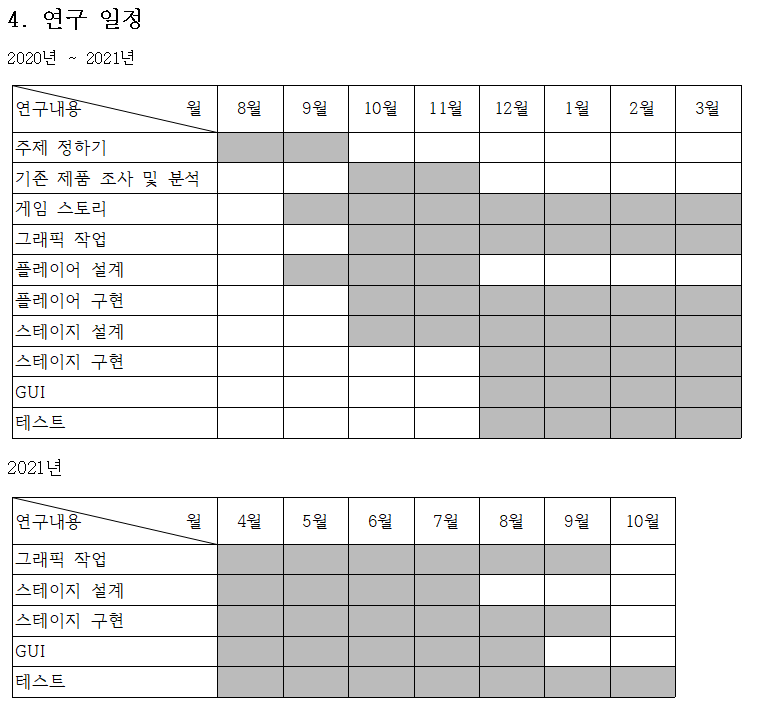 4. 연구 일정
2020년 ~ 2021년
연구내용 월 8월 9월 10월 11월 12월 1월 2월 3월
주제 정하기
기존 제품 조사 및 분석
게임 스토리
그래픽 작업
플레이어 설계
플레이어 구현
스테이지 설계
스테이지 구현
GUI
테스트
2021년
연구내용 월 4월 5월 6월 7월 8월 9월 10월
그래픽 작업
스테이지 설계
스테이지 구현
GUI
테스트